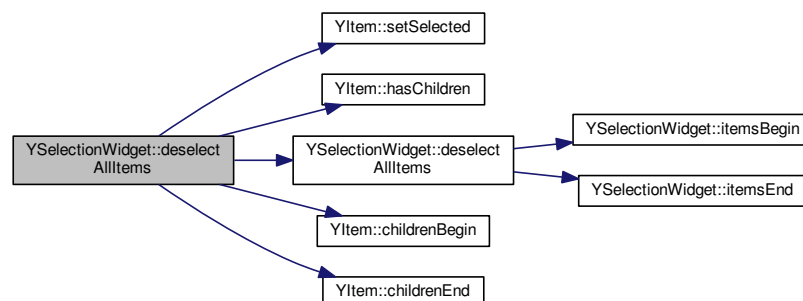 YItem::setSelected
YItem::hasChildren
YSelectionWidget::itemsBegin
YSelectionWidget::deselect
AllItems
YSelectionWidget::deselect
AllItems
YSelectionWidget::itemsEnd
YItem::childrenBegin
YItem::childrenEnd